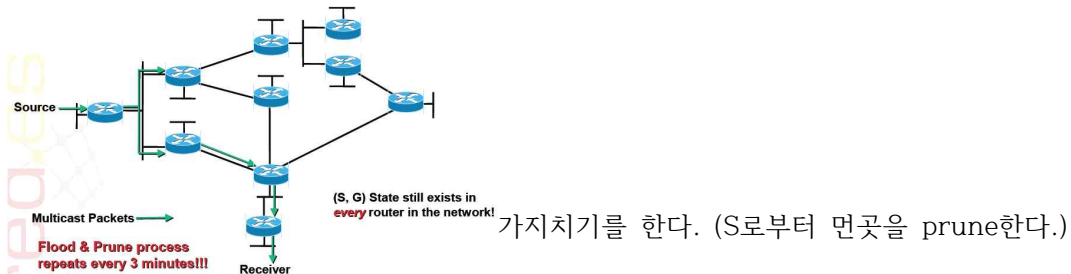 Source
Multicast Packets
Flood & Prune process
repeats every 3 minutes!!!
Receiver
(S, G) State still exists in
every router in the network!
가지치기를 한다. (S로부터 먼곳을 prune한다.)